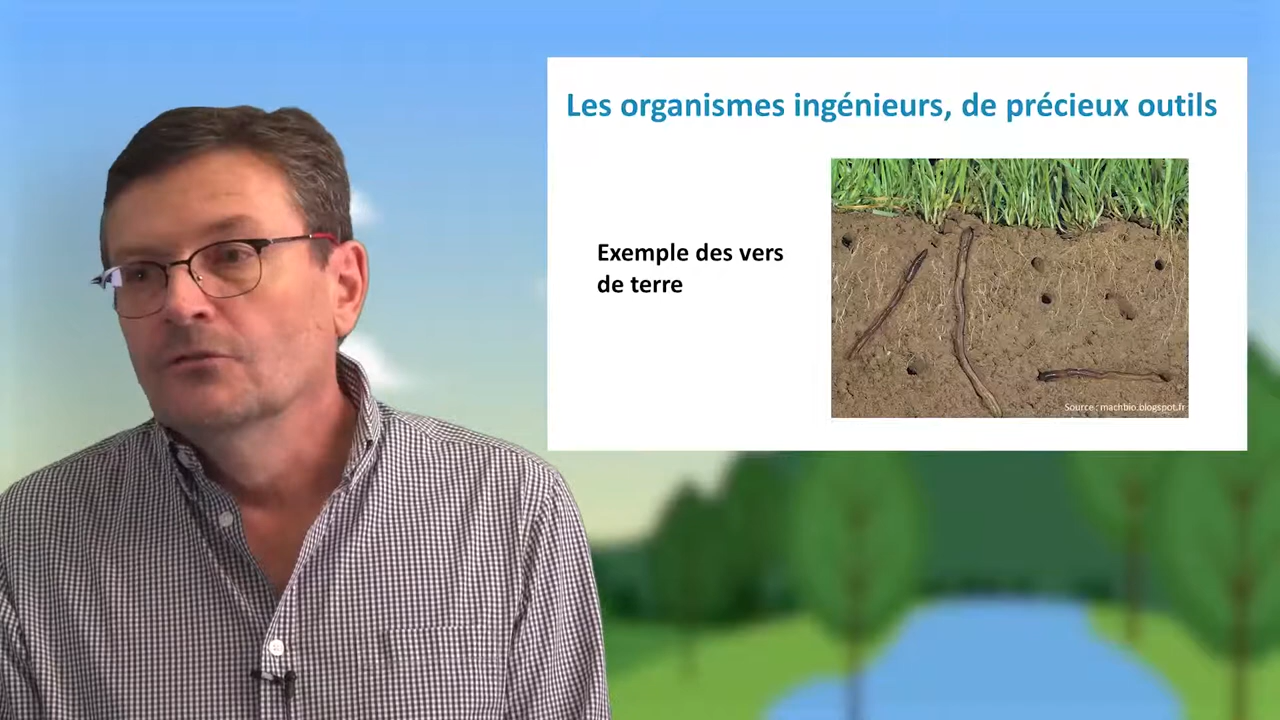 Les organismes ingénieurs, de précieux outils
Exemple des vers
de terre
Source : machbio.blogspot.fr